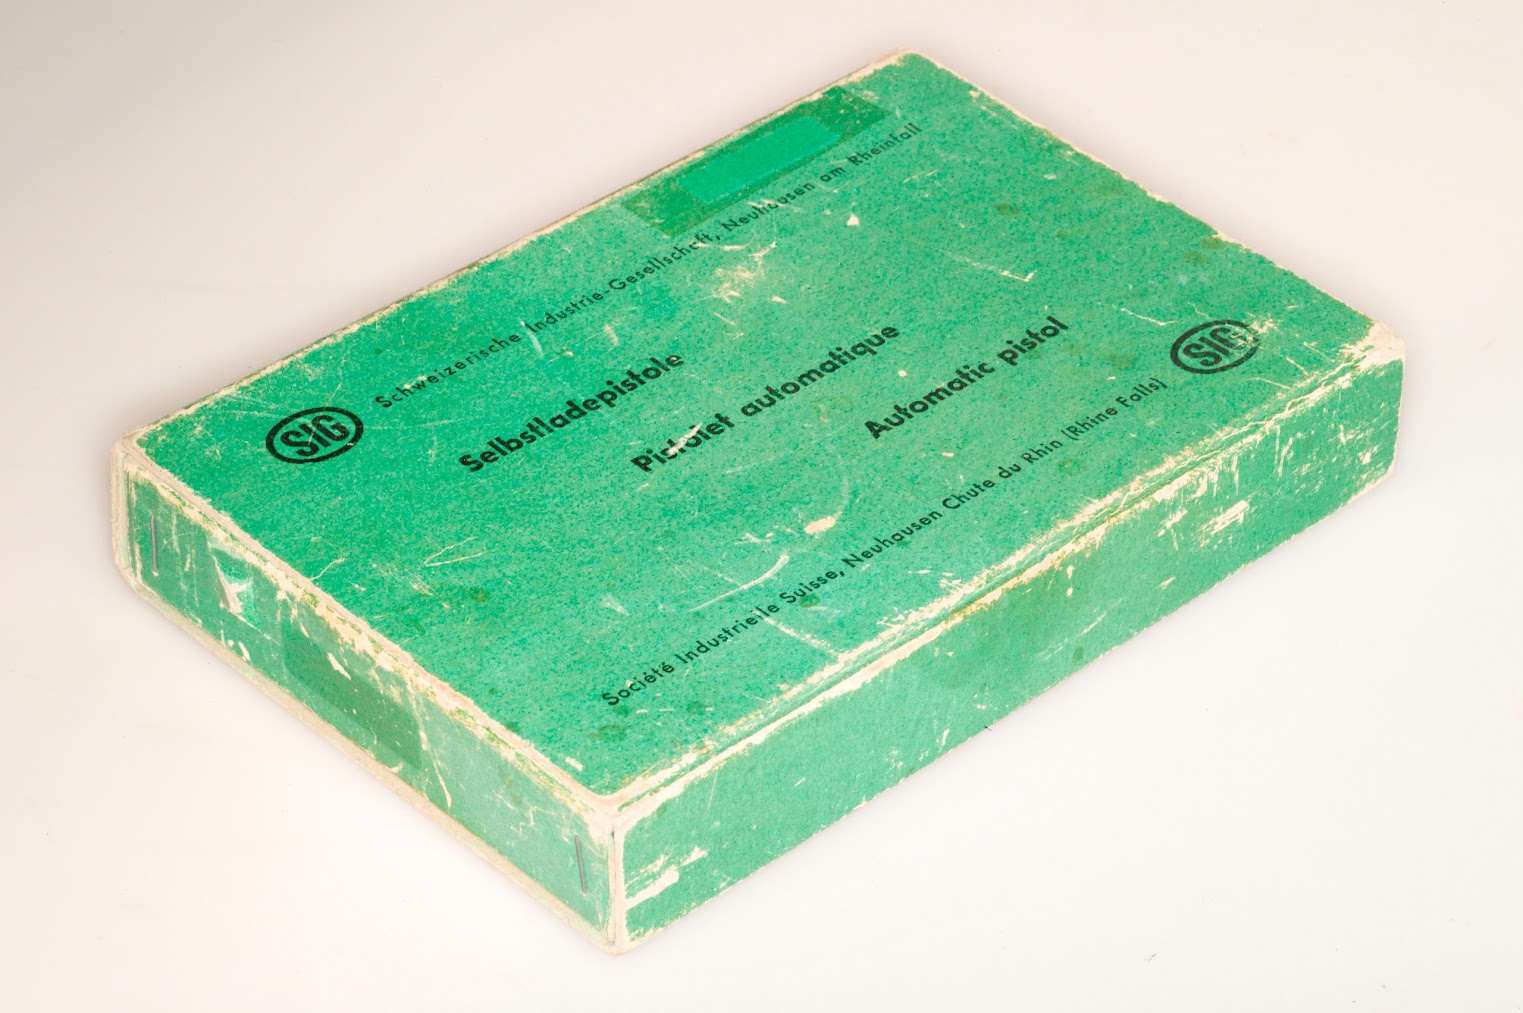 SIG Schweizerische Industrie-Gesellschaft, Neuhausen am Rheinfall
Selbstladepistole
Pistolet automatique
Automatic pistol
Société Industrielle Suisse, Neuhausen Chute du Rhin (Rhine Falls) SIG